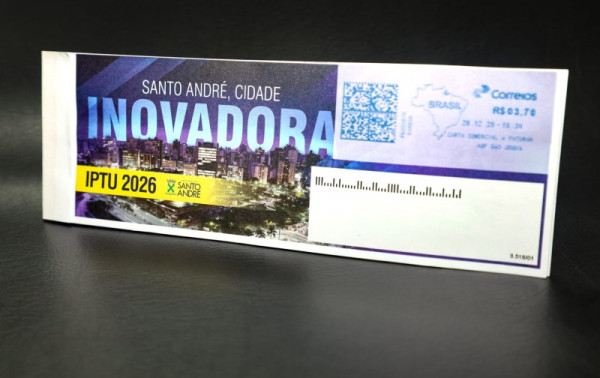 SANTO ANDRÉ, CIDADE
INOVADORA
IPTU 2026
SANTO
ANDRÉ
BRASIL
Correios
R$ 03,70
CARTA COMERCIAL A FATURAR